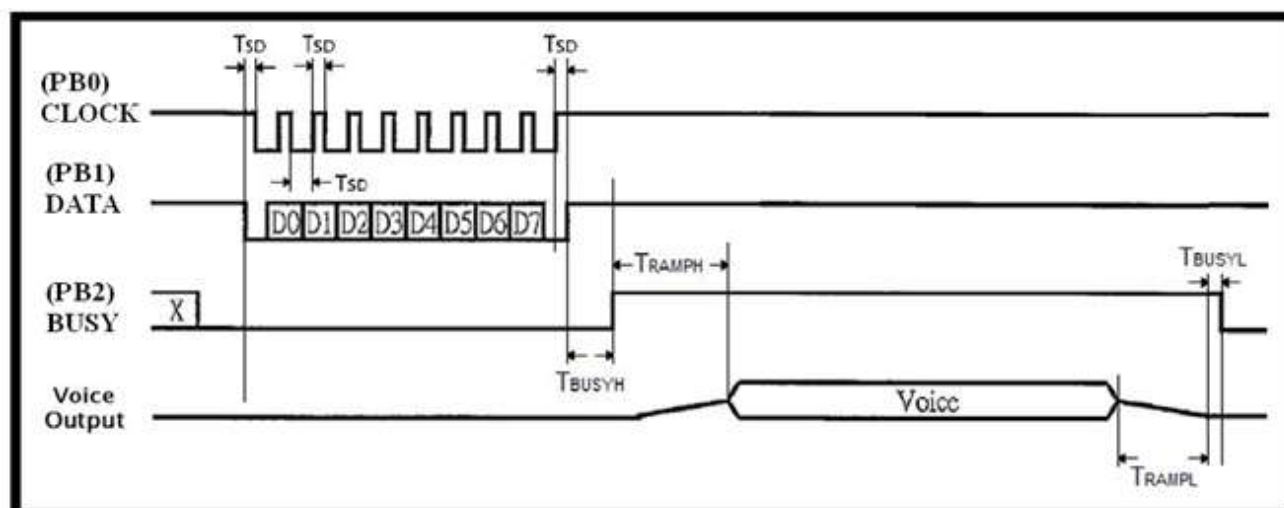 TSD TSD TSD
(PB0)
CLOCK
(PB1)
TSD
DATA
D0 D1 D2 D3 D4 D5 D6 D7
TRAMPH
TBUSYL
(PB2)
X
BUSY
TBUSYH
Voice
Output
Voice
TRAMPL